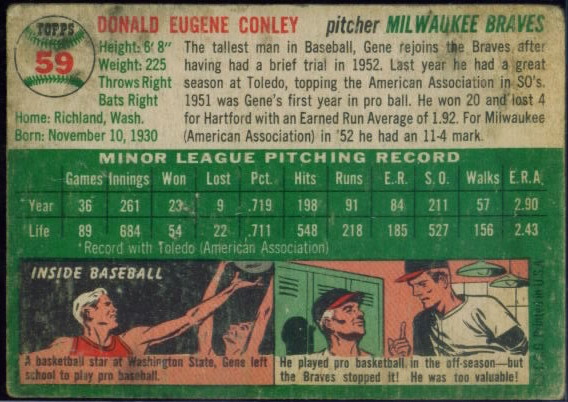 TOPPS
59
DONALD EUGENE CONLEY pitcher MILWAUKEE BRAVES
Height: 6' 8"
Weight: 225
Throws Right
Bats Right
Home: Richland, Wash.
Born: November 10, 1930
The tallest man in Baseball, Gene rejoins the Braves after
having had a brief trial in 1952. Last year he had a great
season at Toledo, topping the American Association in SO's.
1951 was Gene's first year in pro ball. He won 20 and lost 4
for Hartford with an Earned Run Average of 1.92. For Milwaukee
(American Association) in '52 he had an 11-4 mark.
MINOR LEAGUE PITCHING RECORD
Games Innings Won Lost Pct. Hits Runs E.R. S.O. Walks E.R.A.
Year 36 261 23 9 .719 198 91 84 211 57 2.90
Life 89 684 54 22 .711 548 218 185 527 156 2.43
*Record with Toledo (American Association)
INSIDE BASEBALL
A basketball star at Washington State, Gene left
school to play pro baseball.
He played pro basketball in the off-season—but
the Braves stopped it! He was too valuable!
T.C.G. Printed in U.S.A.